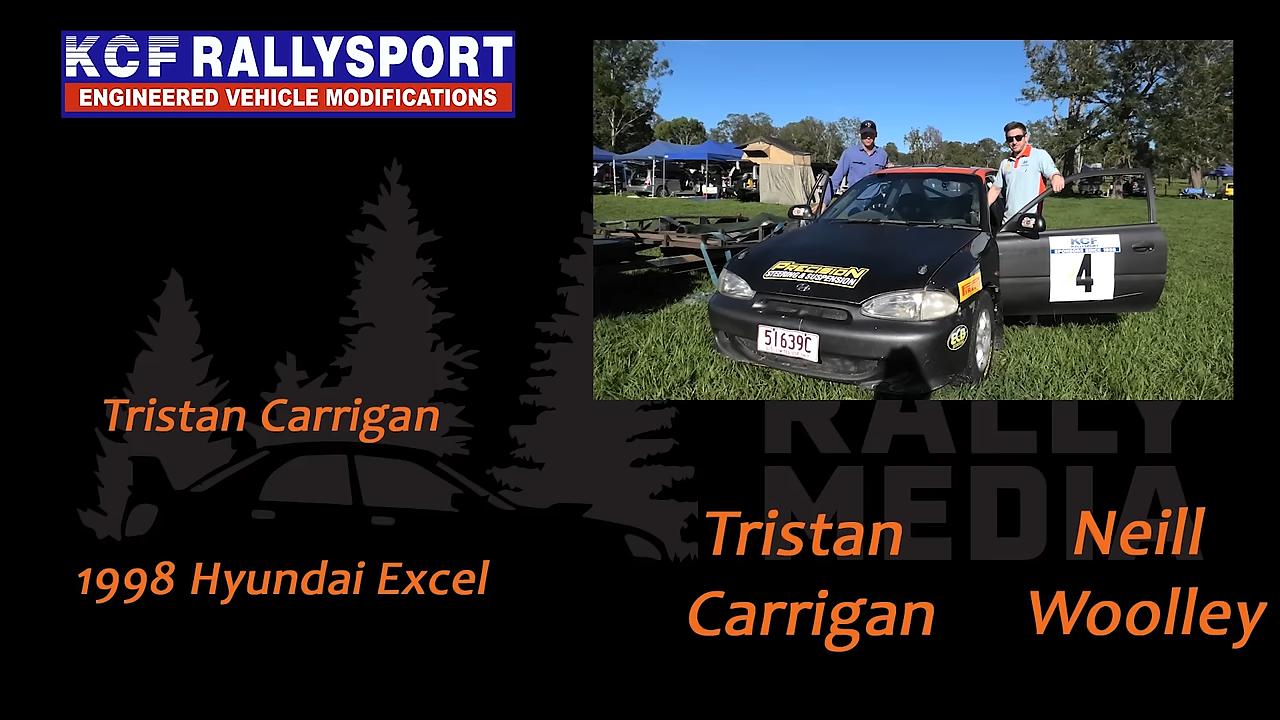 KCF RALLYSPORT
ENGINEERED VEHICLE MODIFICATIONS
PRECISION
STEERING & SUSPENSION
51639C
KCF
4
ECB
RALLY
MEDIA
Tristan Carrigan
1998 Hyundai Excel
Tristan
Carrigan
Neill
Woolley